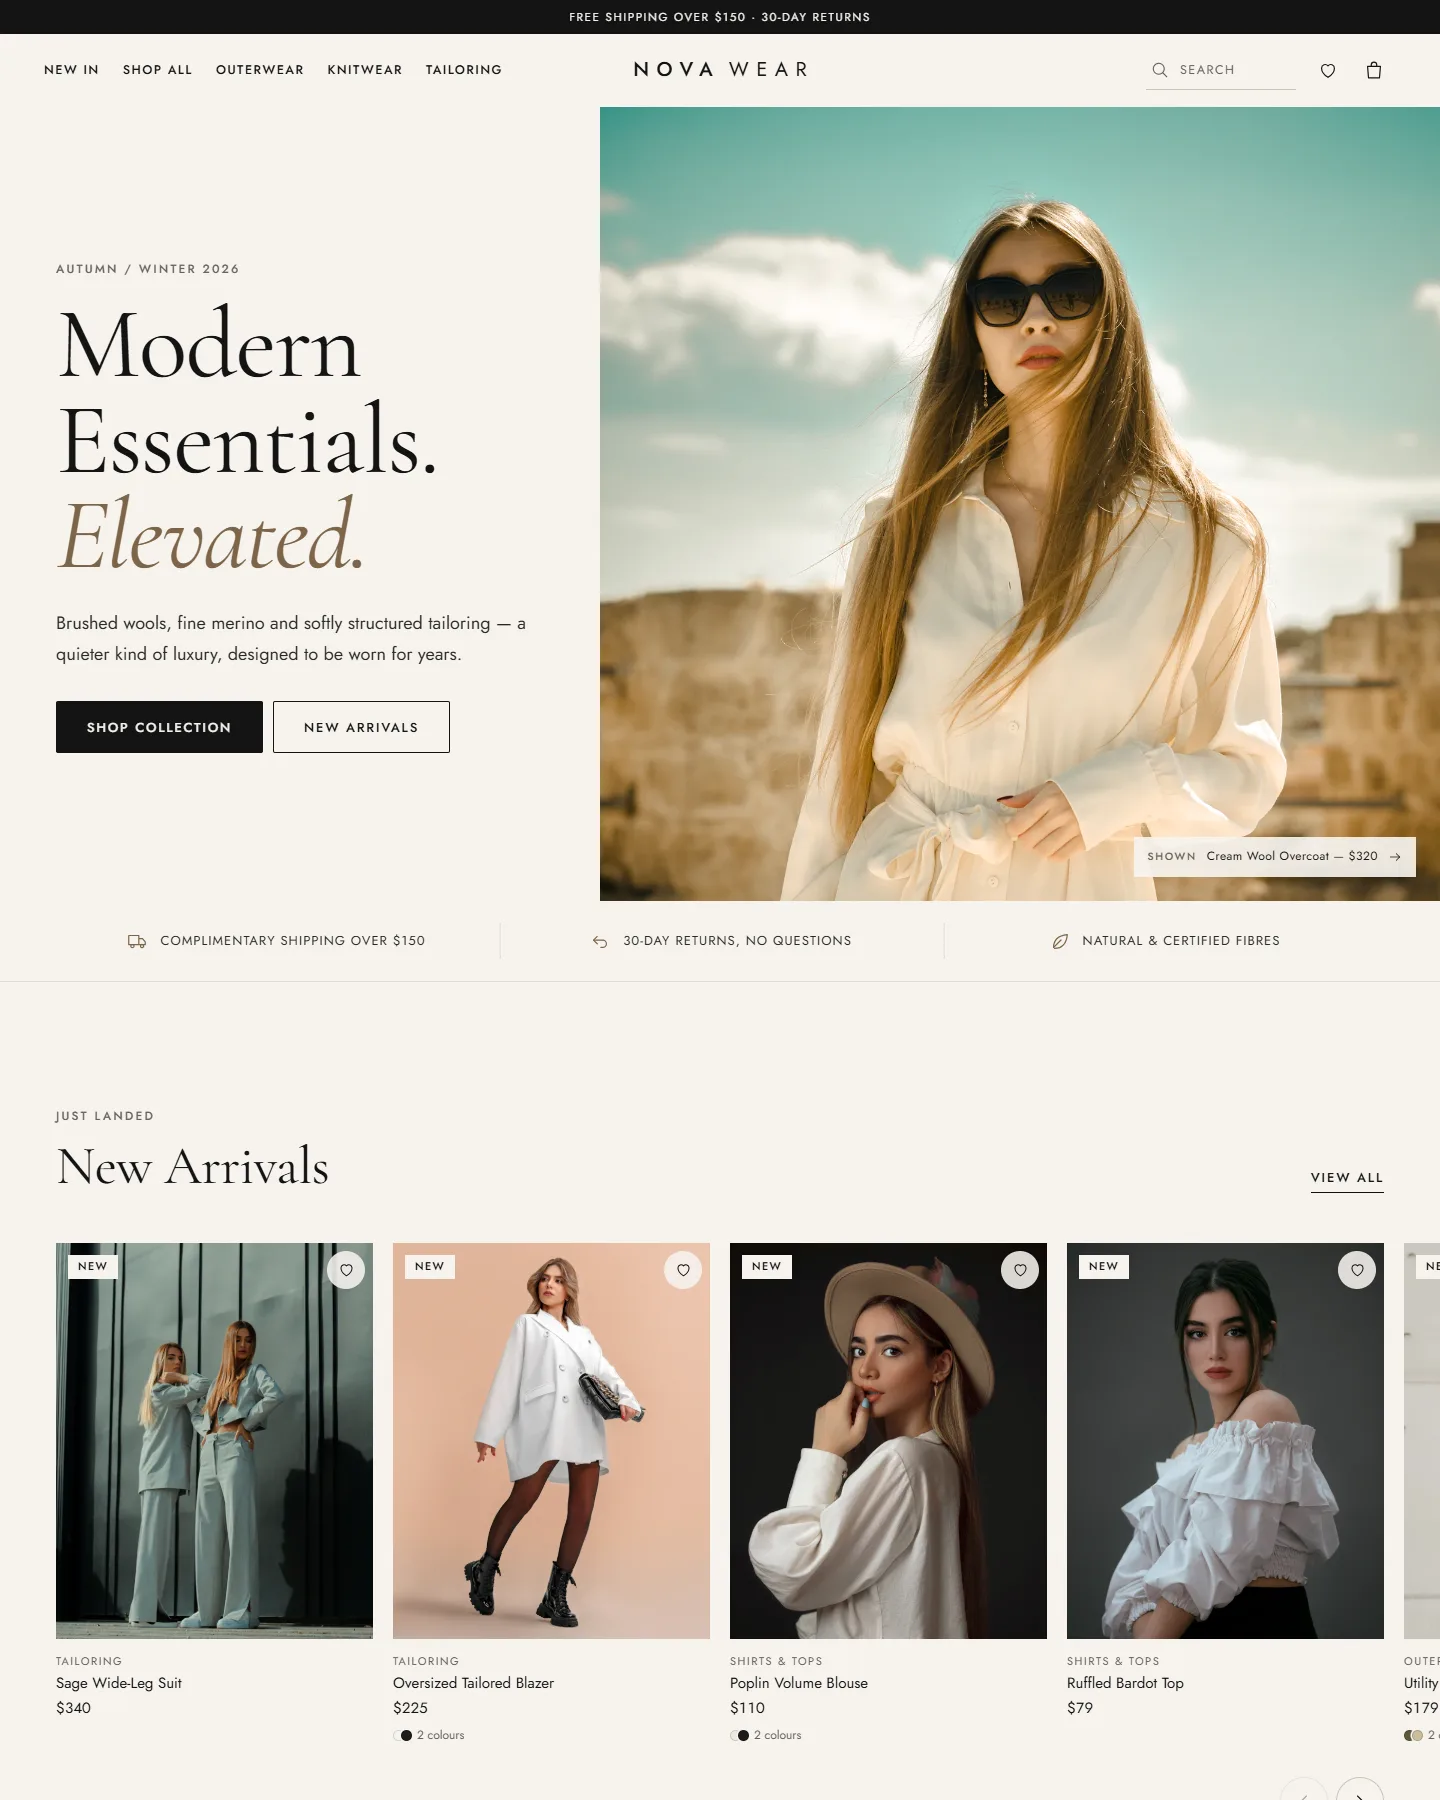 FREE SHIPPING OVER $150 · 30-DAY RETURNS
NEW IN
SHOP ALL
OUTERWEAR
KNITWEAR
TAILORING
NOVA WEAR
SEARCH
AUTUMN / WINTER 2026
Modern
Essentials.
Elevated.
Brushed wools, fine merino and softly structured tailoring — a
quieter kind of luxury, designed to be worn for years.
SHOP COLLECTION
NEW ARRIVALS
SHOWN Cream Wool Overcoat — $320
COMPLIMENTARY SHIPPING OVER $150
30-DAY RETURNS, NO QUESTIONS
NATURAL & CERTIFIED FIBRES
JUST LANDED
New Arrivals
VIEW ALL
NEW
TAILORING
Sage Wide-Leg Suit
$340
NEW
TAILORING
Oversized Tailored Blazer
$225
2 colours
NEW
SHIRTS & TOPS
Poplin Volume Blouse
$110
2 colours
NEW
SHIRTS & TOPS
Ruffled Bardot Top
$79
Utility
$179
2